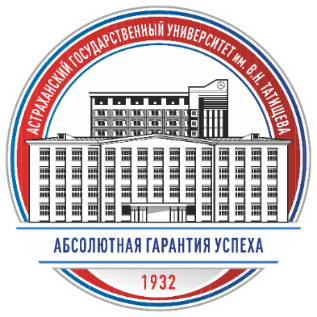 АСТРАХАНСКИЙ ГОСУДАРСТВЕННЫЙ УНИВЕРСИТЕТ ИМ. В.Н. ТАТИЩЕВА
АБСОЛЮТНАЯ ГАРАНТИЯ УСПЕХА
1932